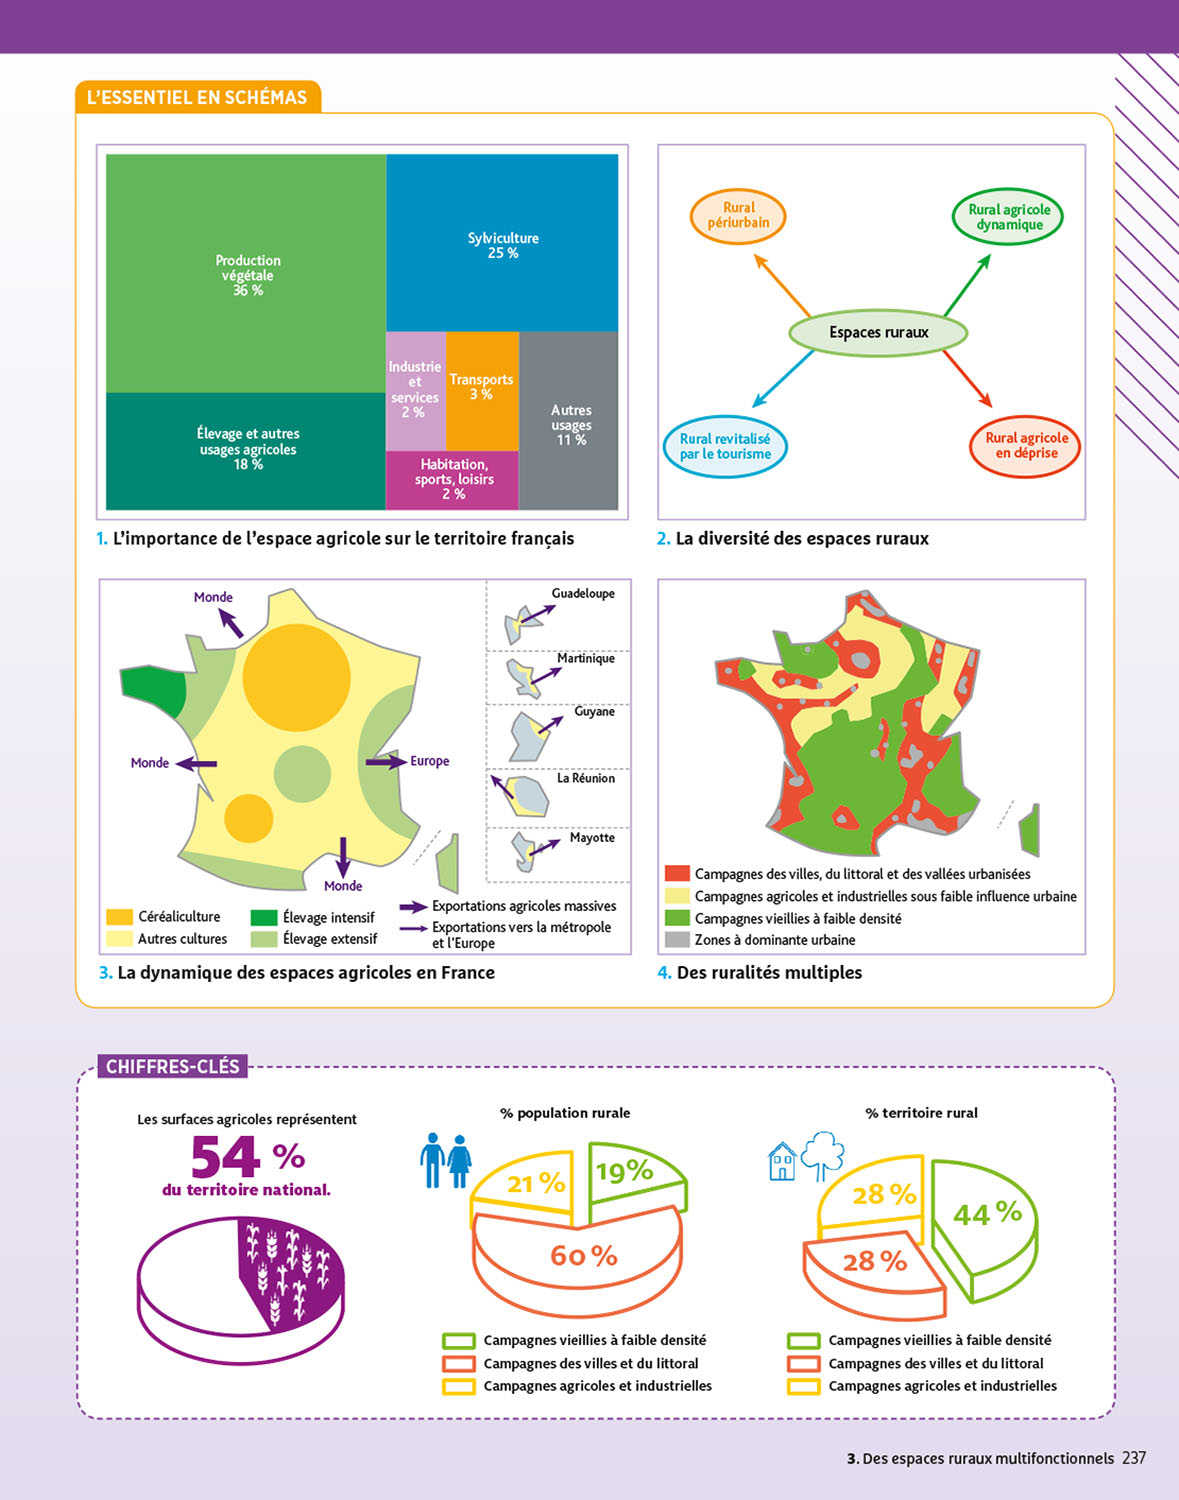 L'ESSENTIEL EN SCHÉMAS
Production
végétale
36 %
Sylviculture
25 %
Élevage et autres
usages agricoles
18 %
Industrie
et
services
2 %
Transports
3 %
Autres
usages
11 %
Habitation,
sports, loisirs
2 %
1. L'importance de l'espace agricole sur le territoire français
Rural
périurbain
Rural agricole
dynamique
Espaces ruraux
Rural revitalisé
par le tourisme
Rural agricole
en déprise
2. La diversité des espaces ruraux
Monde
Monde
Europe
Monde
Guadeloupe
Martinique
Guyane
La Réunion
Mayotte
Céréaliculture
Autres cultures
Élevage intensif
Élevage extensif
Exportations agricoles massives
Exportations vers la métropole
et l'Europe
3. La dynamique des espaces agricoles en France
Campagnes des villes, du littoral et des vallées urbanisées
Campagnes agricoles et industrielles sous faible influence urbaine
Campagnes vieillies à faible densité
Zones à dominante urbaine
4. Des ruralités multiples
CHIFFRES-CLÉS
Les surfaces agricoles représentent
54 %
du territoire national.
% population rurale
21 %
19%
60 %
Campagnes vieillies à faible densité
Campagnes des villes et du littoral
Campagnes agricoles et industrielles
% territoire rural
28 %
44 %
28 %
Campagnes vieillies à faible densité
Campagnes des villes et du littoral
Campagnes agricoles et industrielles
3. Des espaces ruraux multifonctionnels 237